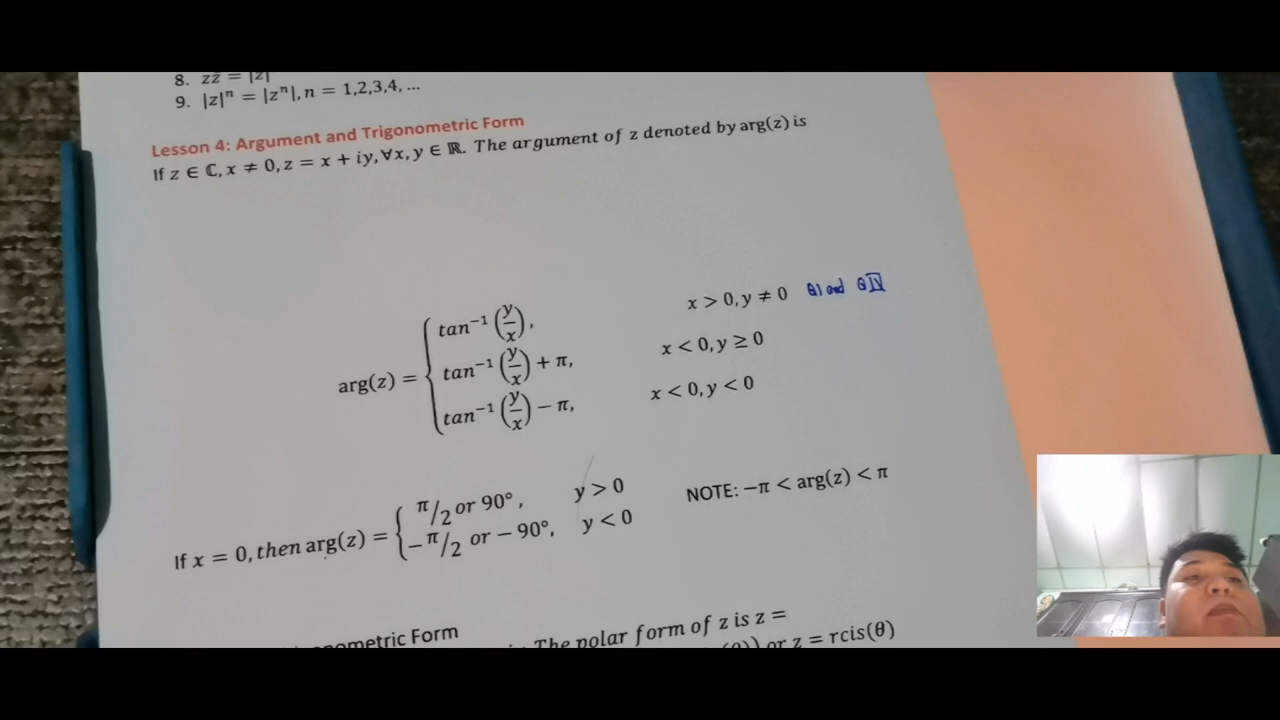 8. zz̄ = |z|
9. |z|ⁿ = |zⁿ|, n = 1,2,3,4, ...
Lesson 4: Argument and Trigonometric Form
If z ∈ ℂ, x ≠ 0, z = x + iy, ∀x, y ∈ ℝ. The argument of z denoted by arg(z) is
arg(z) = { tan⁻¹ (y/x), x > 0, y ≠ 0 QI and QIV
tan⁻¹ (y/x) + π, x < 0, y ≥ 0
tan⁻¹ (y/x) − π, x < 0, y < 0
If x = 0, then arg(z) = { π/2 or 90°, y > 0
−π/2 or − 90°, y < 0
NOTE: −π < arg(z) < π
nometric Form
The polar form of z is z =
or z = rcis(θ)